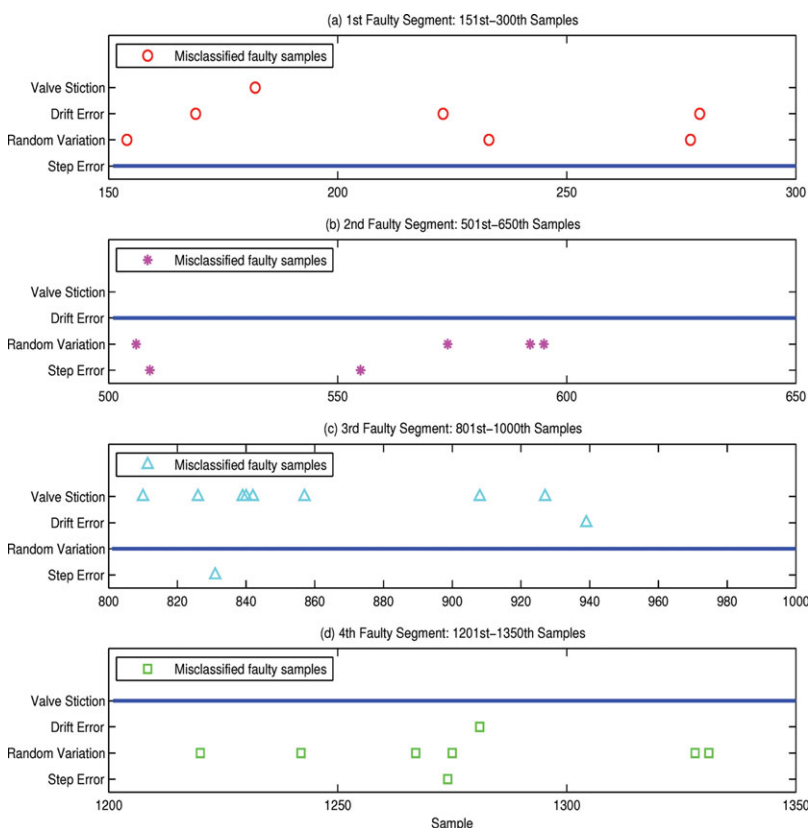 (a) 1st Faulty Segment: 151st−300th Samples
Misclassified faulty samples
Valve Stiction
Drift Error
Random Variation
Step Error
150 200 250 300
(b) 2nd Faulty Segment: 501st−650th Samples
Misclassified faulty samples
Valve Stiction
Drift Error
Random Variation
Step Error
500 550 600 650
(c) 3rd Faulty Segment: 801st−1000th Samples
Misclassified faulty samples
Valve Stiction
Drift Error
Random Variation
Step Error
800 820 840 860 880 900 920 940 960 980 1000
(d) 4th Faulty Segment: 1201st−1350th Samples
Misclassified faulty samples
Valve Stiction
Drift Error
Random Variation
Step Error
1200 1250 1300 1350
Sample